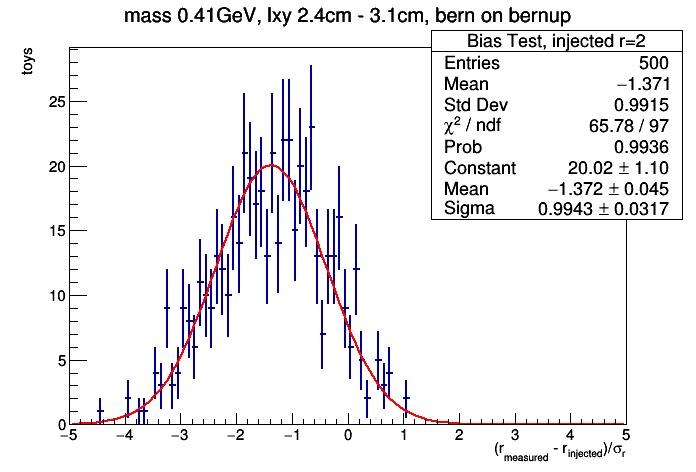 mass 0.41GeV, lxy 2.4cm - 3.1cm, bern on bernup
Bias Test, injected r=2
Entries 500
Mean −1.371
Std Dev 0.9915
χ² / ndf 65.78 / 97
Prob 0.9936
Constant 20.02 ± 1.10
Mean −1.372 ± 0.045
Sigma 0.9943 ± 0.0317
toys
25
20
15
10
5
0
−5 −4 −3 −2 −1 0 1 2 3 4 5
(r_measured - r_injected)/σ_r